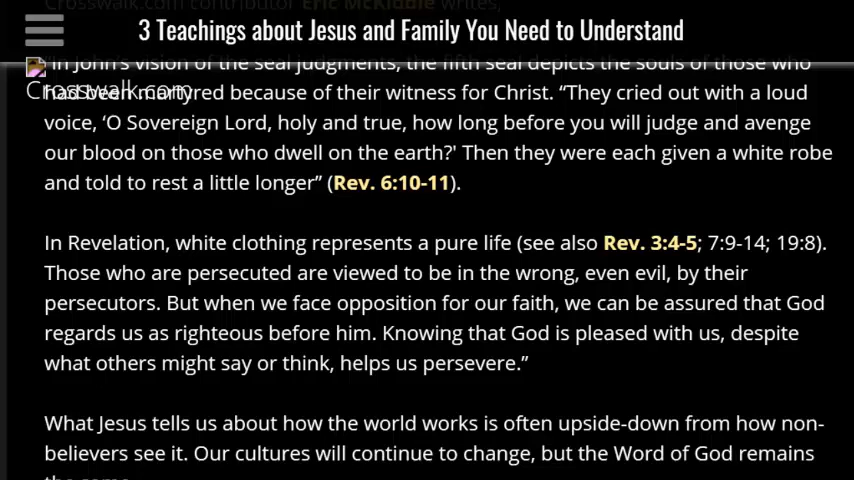 Crosswalk.com contributor Eric McKiddie writes,
3 Teachings about Jesus and Family You Need to Understand
"In John's vision of the seal judgments, the fifth seal depicts the souls of those who
Crosswalk.com
had been martyred because of their witness for Christ. “They cried out with a loud
voice, ‘O Sovereign Lord, holy and true, how long before you will judge and avenge
our blood on those who dwell on the earth?' Then they were each given a white robe
and told to rest a little longer” (Rev. 6:10-11).
In Revelation, white clothing represents a pure life (see also Rev. 3:4-5; 7:9-14; 19:8).
Those who are persecuted are viewed to be in the wrong, even evil, by their
persecutors. But when we face opposition for our faith, we can be assured that God
regards us as righteous before him. Knowing that God is pleased with us, despite
what others might say or think, helps us persevere.”
What Jesus tells us about how the world works is often upside-down from how non-
believers see it. Our cultures will continue to change, but the Word of God remains
the same.